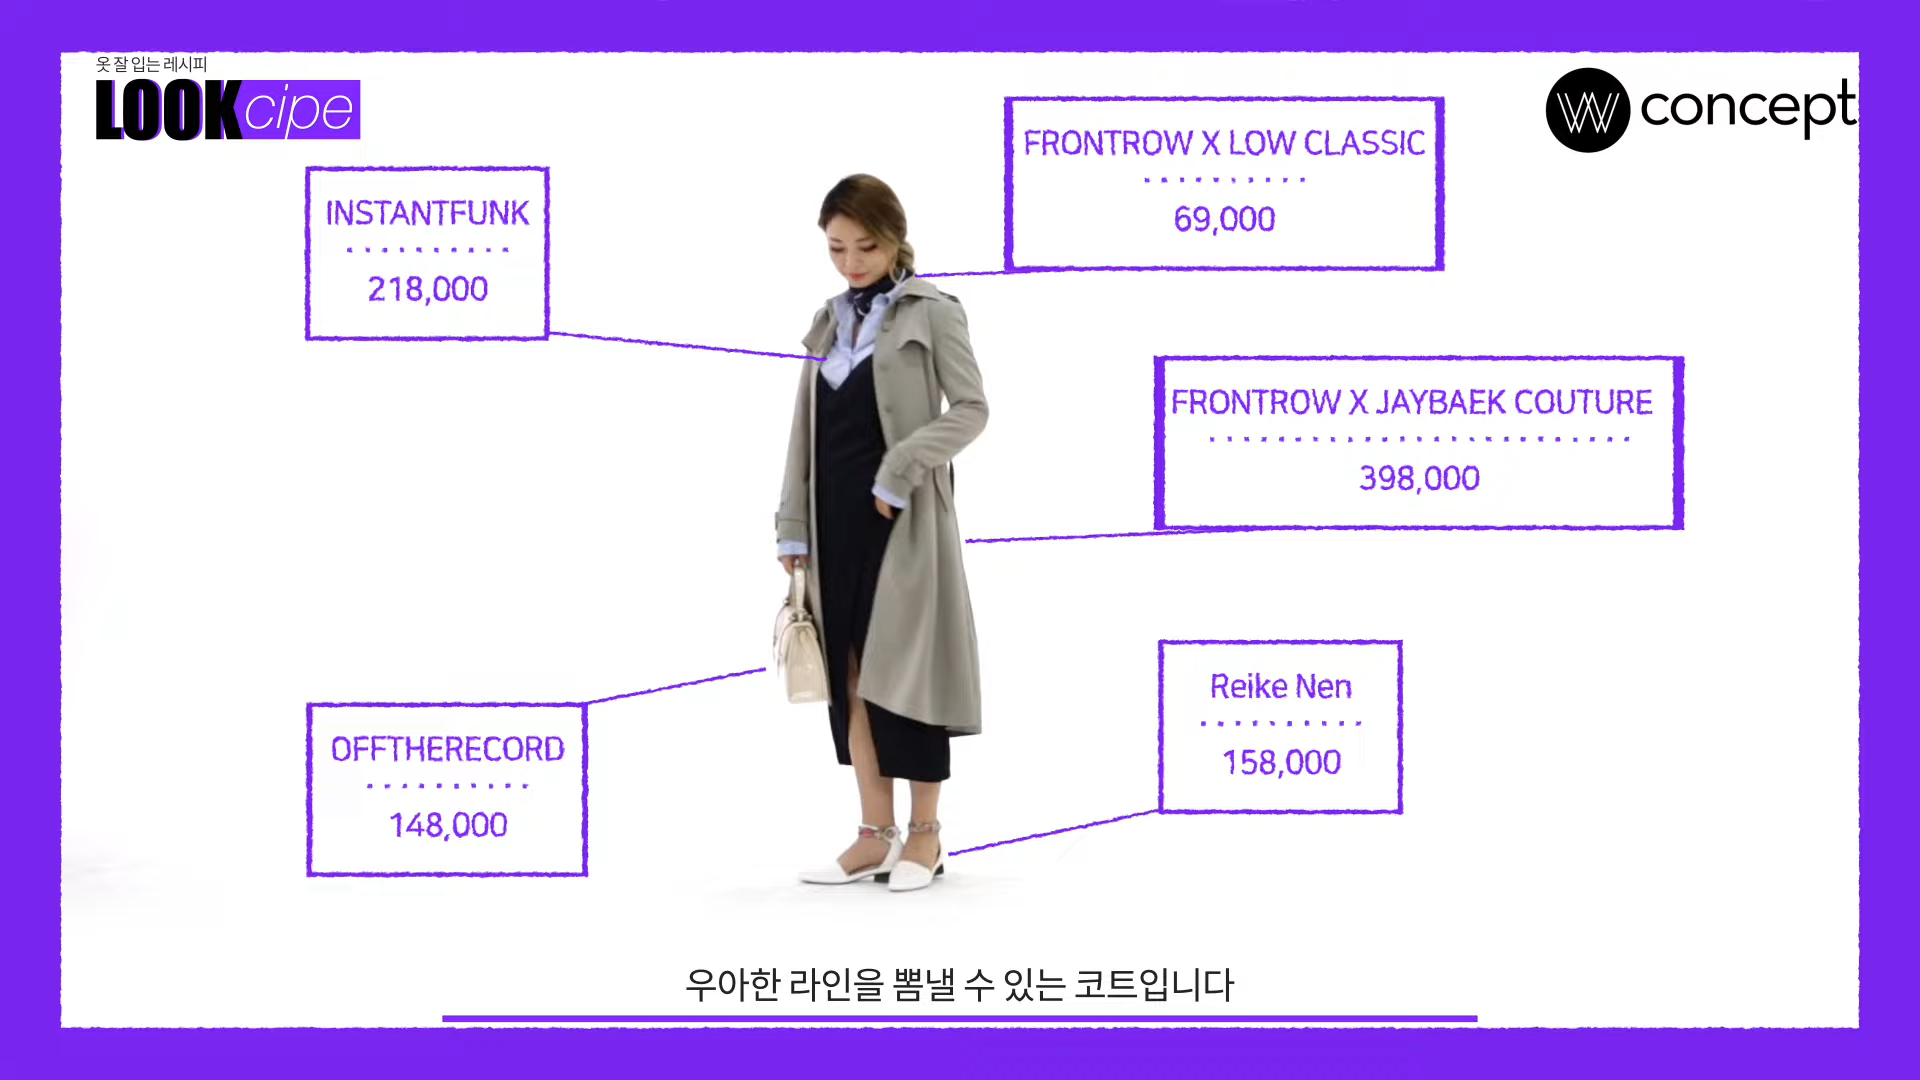 옷 잘 입는 레시피
LOOKcipe
W concept
FRONTROW X LOW CLASSIC
69,000
INSTANTFUNK
218,000
FRONTROW X JAYBAEK COUTURE
398,000
Reike Nen
158,000
OFFTHERECORD
148,000
우아한 라인을 뽐낼 수 있는 코트입니다